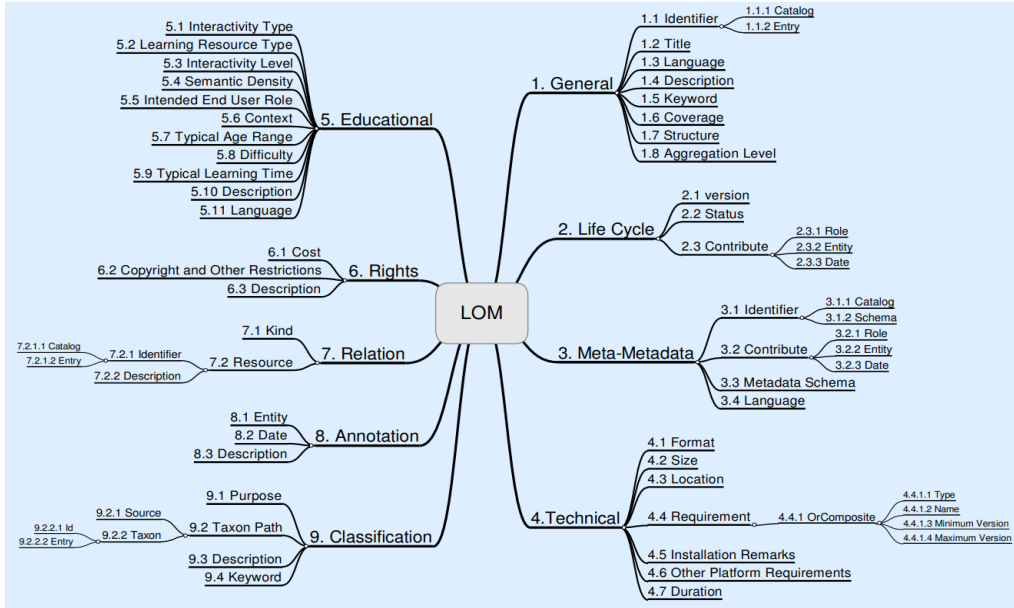 LOM
1. General
1.1 Identifier
1.1.1 Catalog
1.1.2 Entry
1.2 Title
1.3 Language
1.4 Description
1.5 Keyword
1.6 Coverage
1.7 Structure
1.8 Aggregation Level
2. Life Cycle
2.1 version
2.2 Status
2.3 Contribute
2.3.1 Role
2.3.2 Entity
2.3.3 Date
3. Meta-Metadata
3.1 Identifier
3.1.1 Catalog
3.1.2 Schema
3.2 Contribute
3.2.1 Role
3.2.2 Entity
3.2.3 Date
3.3 Metadata Schema
3.4 Language
4.Technical
4.1 Format
4.2 Size
4.3 Location
4.4 Requirement
4.4.1 OrComposite
4.4.1.1 Type
4.4.1.2 Name
4.4.1.3 Minimum Version
4.4.1.4 Maximum Version
4.5 Installation Remarks
4.6 Other Platform Requirements
4.7 Duration
5. Educational
5.1 Interactivity Type
5.2 Learning Resource Type
5.3 Interactivity Level
5.4 Semantic Density
5.5 Intended End User Role
5.6 Context
5.7 Typical Age Range
5.8 Difficulty
5.9 Typical Learning Time
5.10 Description
5.11 Language
6. Rights
6.1 Cost
6.2 Copyright and Other Restrictions
6.3 Description
7. Relation
7.1 Kind
7.2 Resource
7.2.1 Identifier
7.2.1.1 Catalog
7.2.1.2 Entry
7.2.2 Description
8. Annotation
8.1 Entity
8.2 Date
8.3 Description
9. Classification
9.1 Purpose
9.2 Taxon Path
9.2.1 Source
9.2.2 Taxon
9.2.2.1 Id
9.2.2.2 Entry
9.3 Description
9.4 Keyword